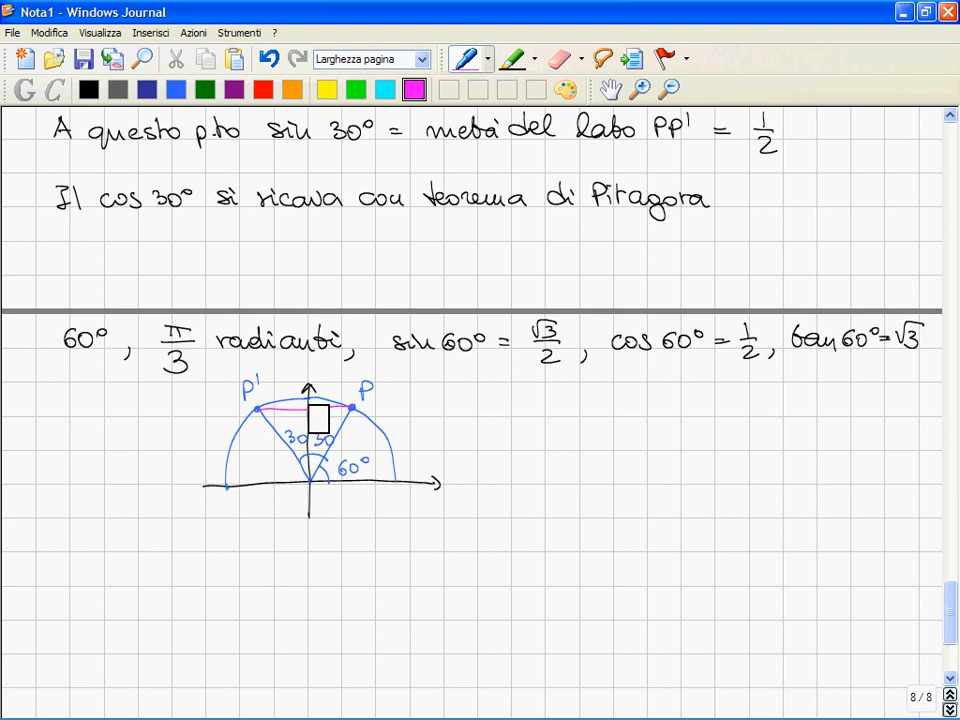 Nota1 - Windows Journal
File Modifica Visualizza Inserisci Azioni Strumenti ?
Larghezza pagina
G C
A questo p.to sin 30° = metà del lato PP' = 1/2
Il cos 30° si ricava con teorema di Pitagora
60°, π/3 radianti, sin 60° = √3/2, cos 60° = 1/2, tan 60° = √3
P' P
30 30
60°
8 / 8